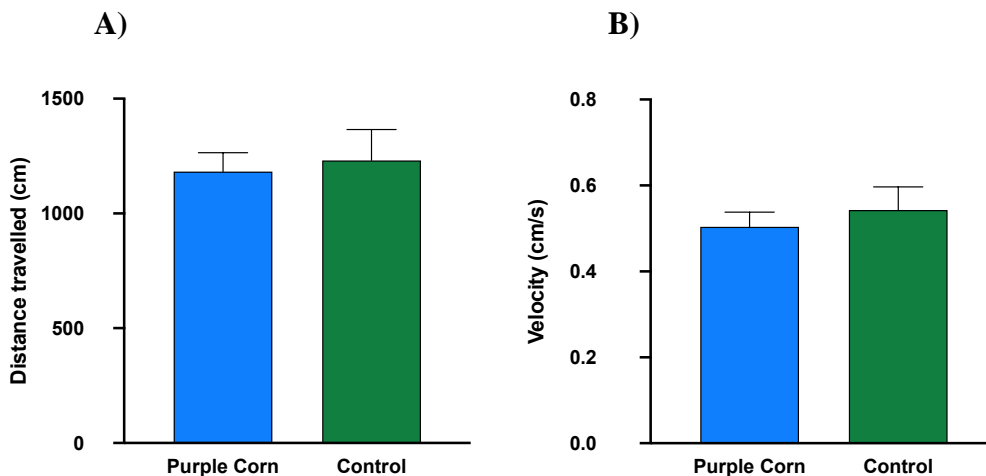 A)
Distance travelled (cm)
1500
1000
500
0
Purple Corn
Control
B)
Velocity (cm/s)
0.8
0.6
0.4
0.2
0.0
Purple Corn
Control